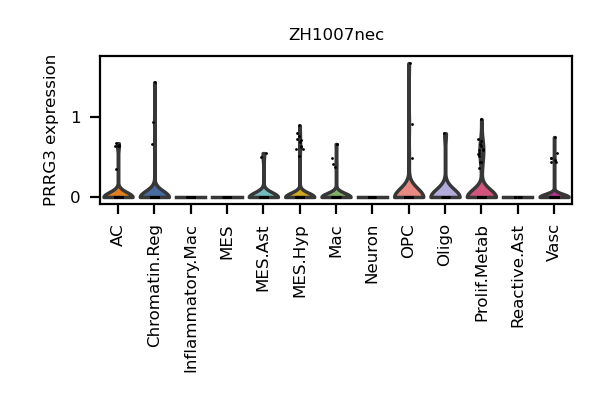 ZH1007nec
PRRG3 expression
1
0
AC
Chromatin.Reg
Inflammatory.Mac
MES
MES.Ast
MES.Hyp
Mac
Neuron
OPC
Oligo
Prolif.Metab
Reactive.Ast
Vasc